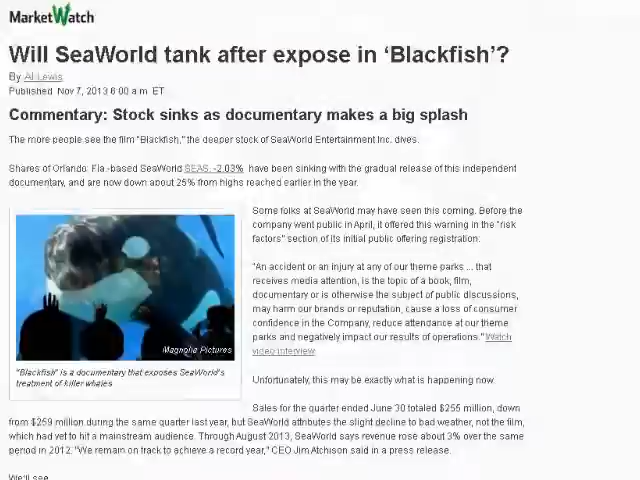 MarketWatch
Will SeaWorld tank after expose in ‘Blackfish’?
By Al Lewis
Published: Nov 7, 2013 6:00 a.m. ET
Commentary: Stock sinks as documentary makes a big splash
The more people see the film "Blackfish," the deeper stock of SeaWorld Entertainment Inc. dives.
Shares of Orlando, Fla.-based SeaWorld SEAS, -2.03% have been sinking with the gradual release of this independent
documentary, and are now down about 25% from highs reached earlier in the year.
Magnolia Pictures
"Blackfish" is a documentary that exposes SeaWorld's
treatment of killer whales
Some folks at SeaWorld may have seen this coming. Before the
company went public in April, it offered this warning in the "risk
factors" section of its initial public offering registration:
"An accident or an injury at any of our theme parks ... that
receives media attention, is the topic of a book, film,
documentary or is otherwise the subject of public discussions,
may harm our brands or reputation, cause a loss of consumer
confidence in the Company, reduce attendance at our theme
parks and negatively impact our results of operations." Watch
video interview.
Unfortunately, this may be exactly what is happening now.
Sales for the quarter ended June 30 totaled $255 million, down
from $259 million during the same quarter last year, but SeaWorld attributes the slight decline to bad weather, not the film,
which had yet to hit a mainstream audience. Through August 2013, SeaWorld says revenue rose about 3% over the same
period in 2012. "We remain on track to achieve a record year," CEO Jim Atchison said in a press release.
We'll see.